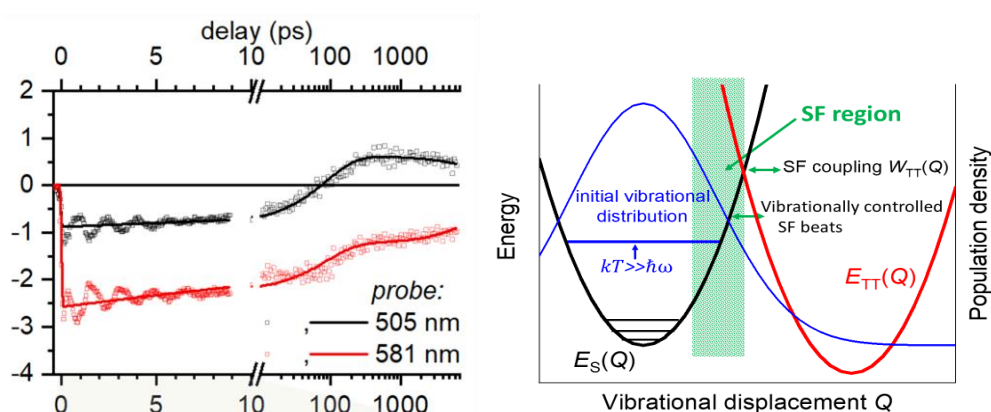 delay (ps)
0 5 10 100 1000
2
1
0
-1
-2
-3
-4
probe:
, 505 nm
, 581 nm
0 5 10 100 1000
Energy
SF region
SF coupling W_TT(Q)
initial vibrational
distribution
Vibrationally controlled
SF beats
kT>>ħω
E_TT(Q)
E_S(Q)
Vibrational displacement Q
Population density